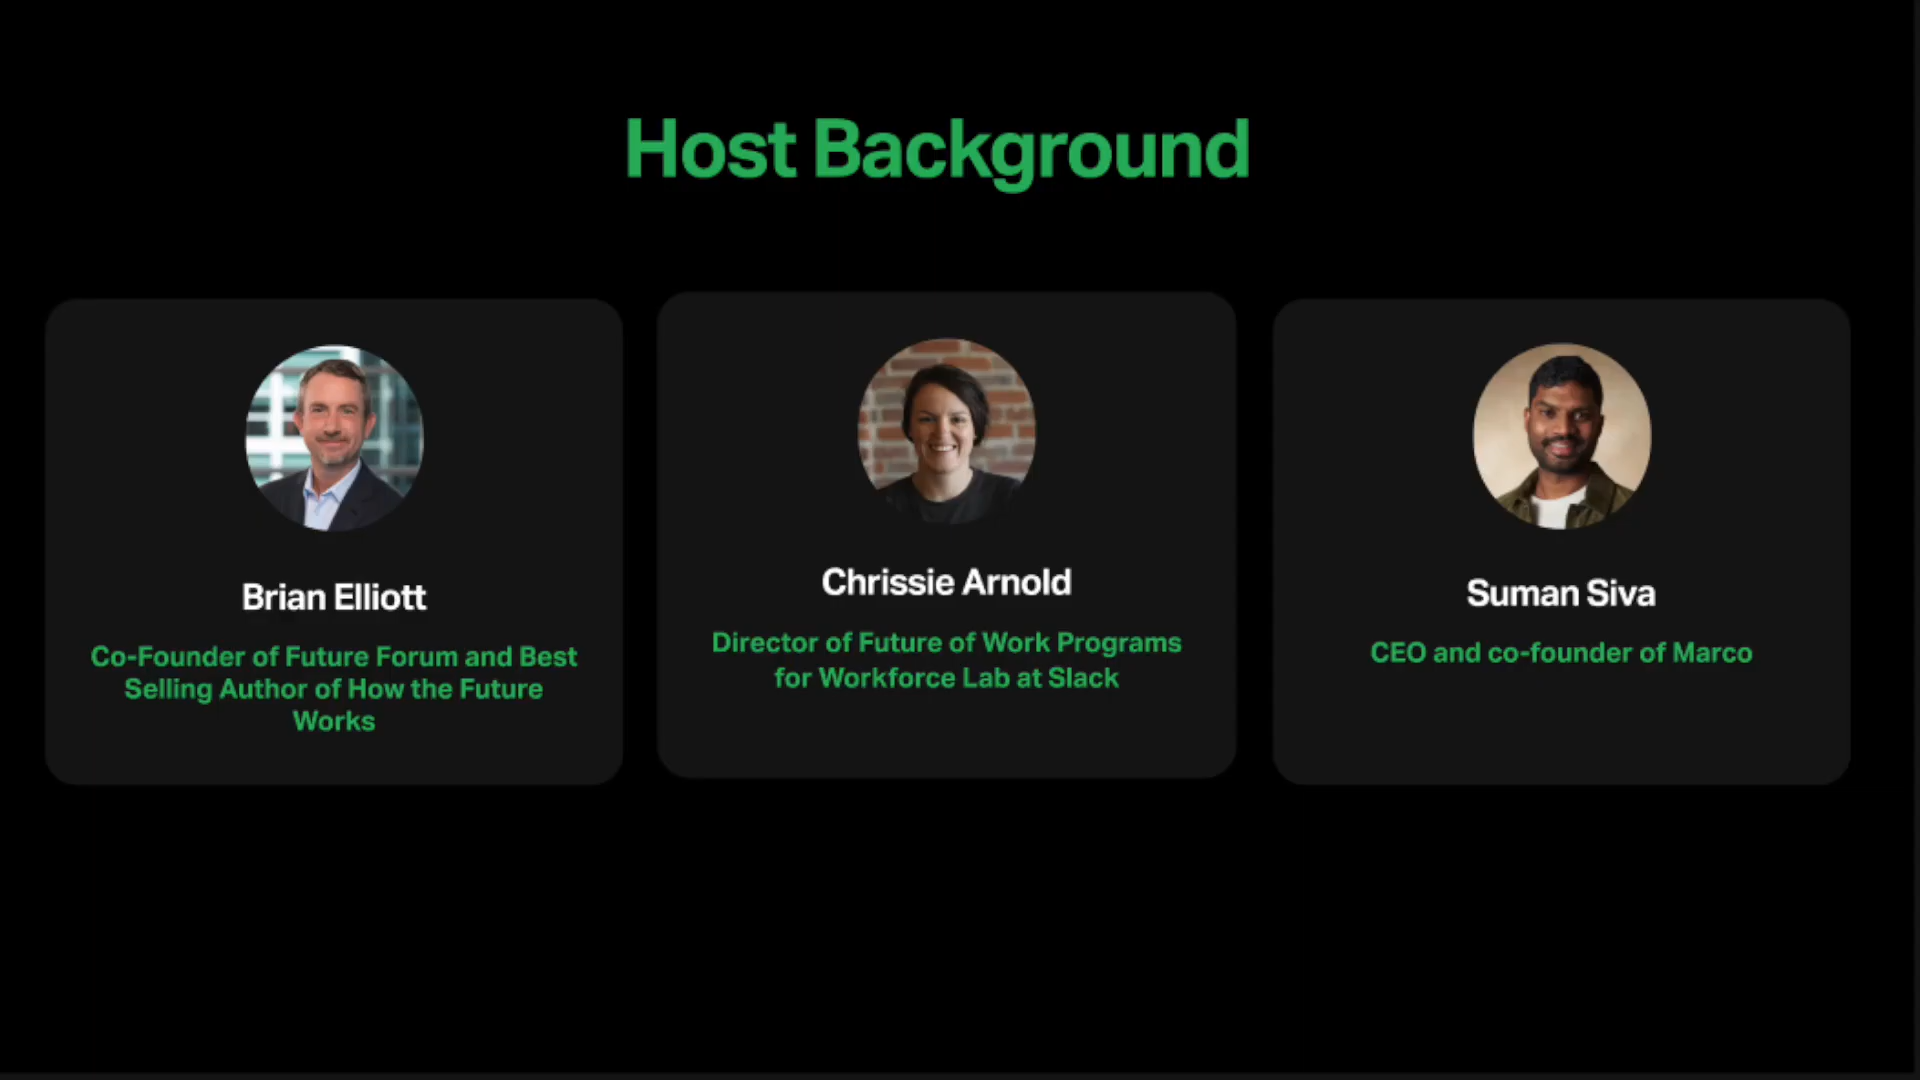 Host Background
Brian Elliott
Co-Founder of Future Forum and Best
Selling Author of How the Future
Works
Chrissie Arnold
Director of Future of Work Programs
for Workforce Lab at Slack
Suman Siva
CEO and co-founder of Marco